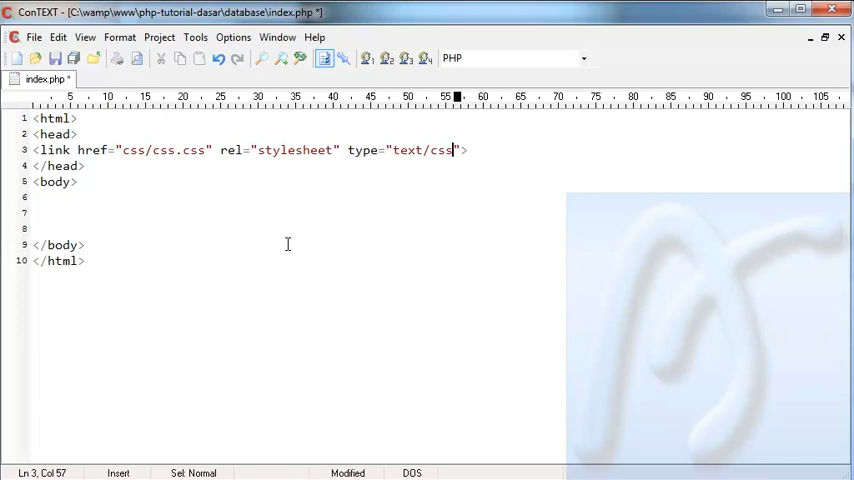 ConTEXT - [C:\wamp\www\php-tutorial-dasar\database\index.php *]
File Edit View Format Project Tools Options Window Help
1 2 3 4 PHP
index.php *
5 10 15 20 25 30 35 40 45 50 55 60 65 70 75 80 85 90 95 100 105
1 <html>
2 <head>
3 <link href="css/css.css" rel="stylesheet" type="text/css">
4 </head>
5 <body>
6
7
8
9 </body>
10 </html>
Ln 3, Col 57 Insert Sel: Normal Modified DOS